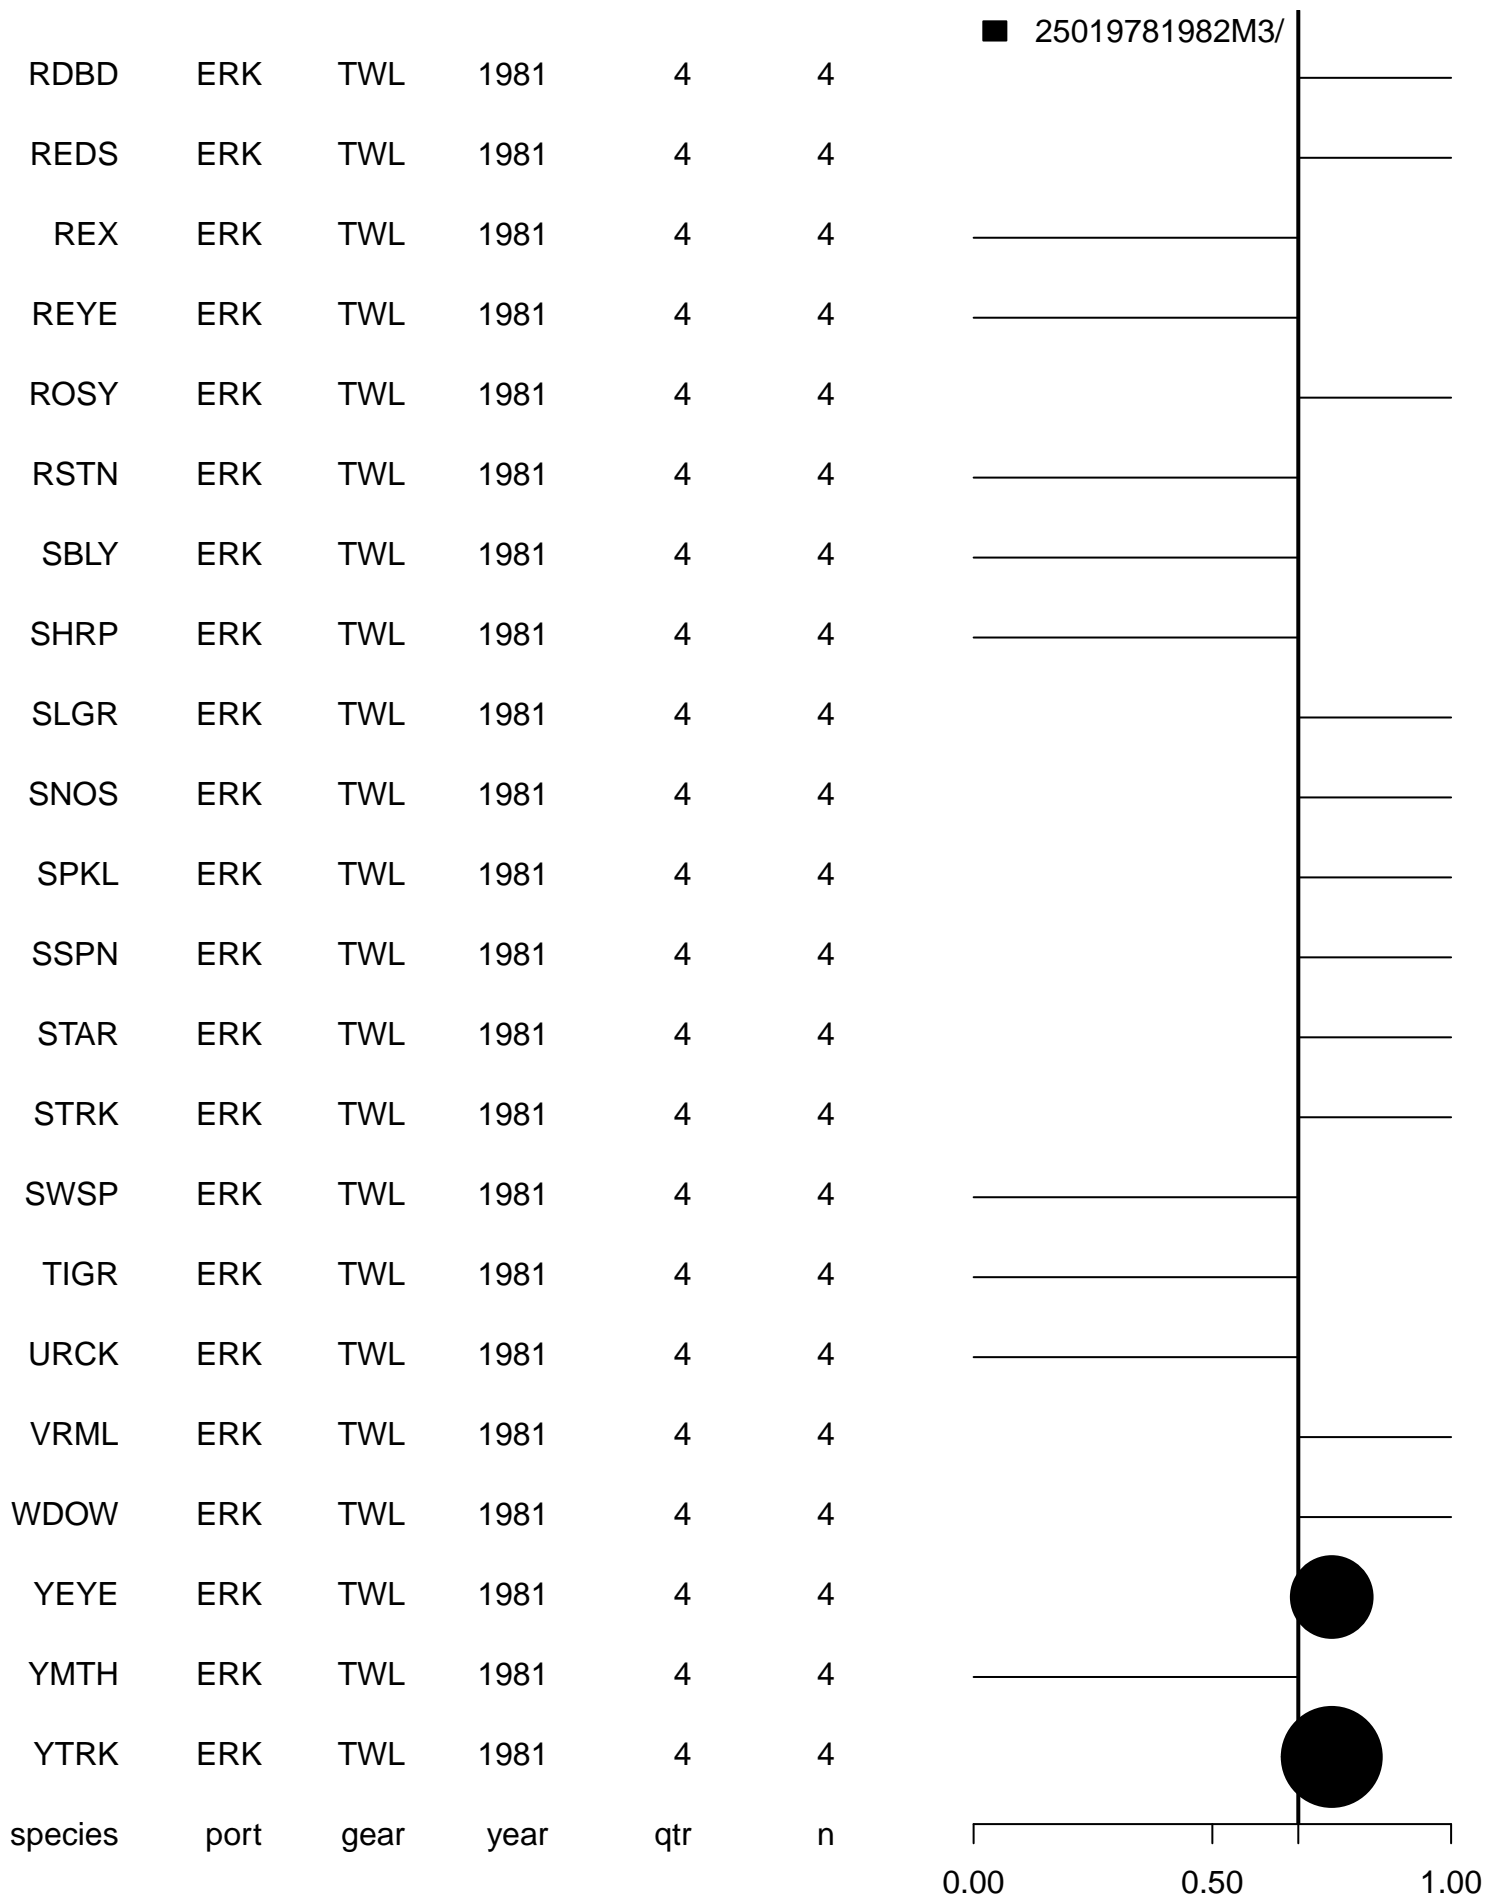 25019781982M3/
RDBD ERK TWL 1981 4 4
REDS ERK TWL 1981 4 4
REX ERK TWL 1981 4 4
REYE ERK TWL 1981 4 4
ROSY ERK TWL 1981 4 4
RSTN ERK TWL 1981 4 4
SBLY ERK TWL 1981 4 4
SHRP ERK TWL 1981 4 4
SLGR ERK TWL 1981 4 4
SNOS ERK TWL 1981 4 4
SPKL ERK TWL 1981 4 4
SSPN ERK TWL 1981 4 4
STAR ERK TWL 1981 4 4
STRK ERK TWL 1981 4 4
SWSP ERK TWL 1981 4 4
TIGR ERK TWL 1981 4 4
URCK ERK TWL 1981 4 4
VRML ERK TWL 1981 4 4
WDOW ERK TWL 1981 4 4
YEYE ERK TWL 1981 4 4
YMTH ERK TWL 1981 4 4
YTRK ERK TWL 1981 4 4
species port gear year qtr n
0.00 0.50 1.00